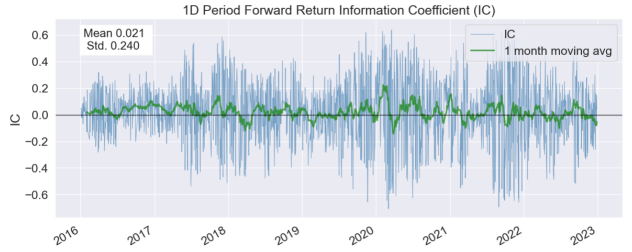 1D Period Forward Return Information Coefficient (IC)
Mean 0.021
Std. 0.240
IC
1 month moving avg
IC
0.6
0.4
0.2
0.0
−0.2
−0.4
−0.6
2016
2017
2018
2019
2020
2021
2022
2023